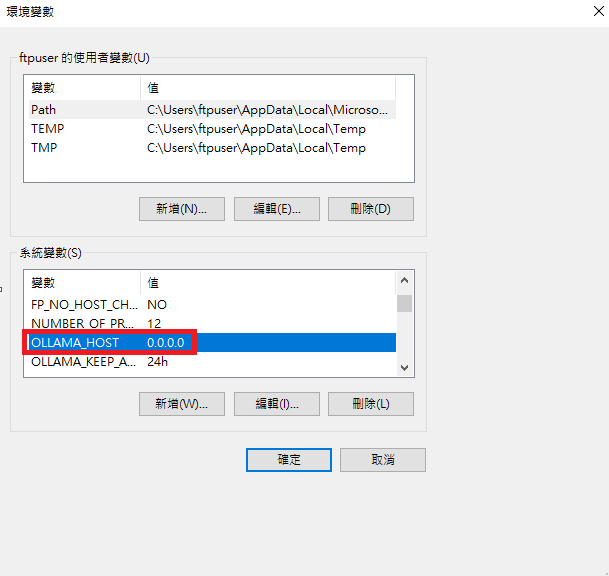 環境變數
ftpuser 的使用者變數(U)
變數 值
Path C:\Users\ftpuser\AppData\Local\Microso...
TEMP C:\Users\ftpuser\AppData\Local\Temp
TMP C:\Users\ftpuser\AppData\Local\Temp
新增(N)... 編輯(E)... 刪除(D)
系統變數(S)
變數 值
FP_NO_HOST_CH... NO
NUMBER_OF_PR... 12
OLLAMA_HOST 0.0.0.0
OLLAMA_KEEP_A... 24h
新增(W)... 編輯(I)... 刪除(L)
確定 取消